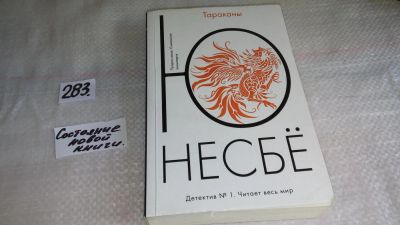 Тараканы
Ю
НЕСБЁ
Детектив № 1. Читает весь мир
283.
Состояние
новой
книги.